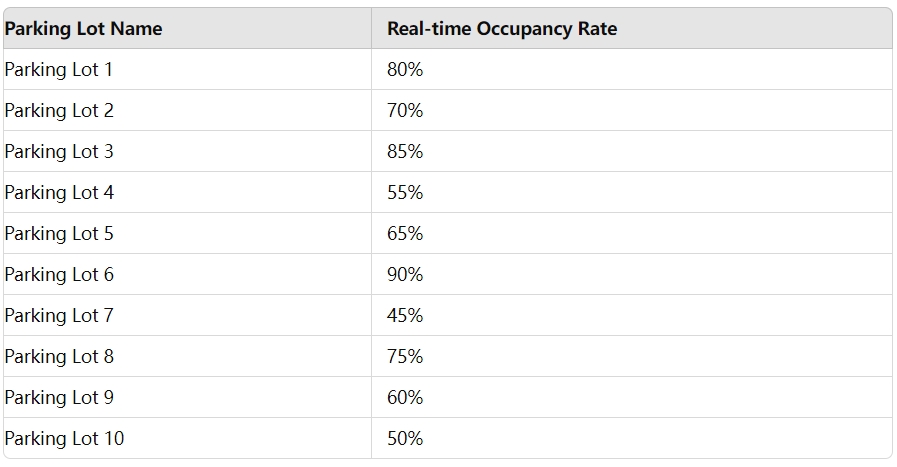 Parking Lot Name Real-time Occupancy Rate
Parking Lot 1 80%
Parking Lot 2 70%
Parking Lot 3 85%
Parking Lot 4 55%
Parking Lot 5 65%
Parking Lot 6 90%
Parking Lot 7 45%
Parking Lot 8 75%
Parking Lot 9 60%
Parking Lot 10 50%